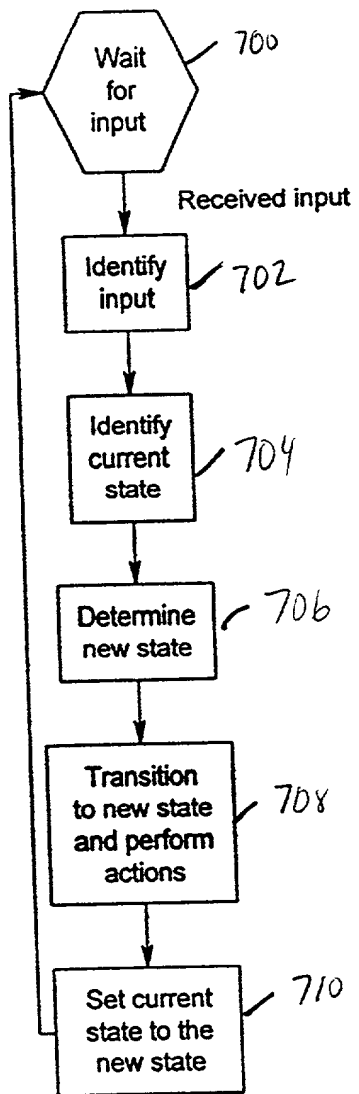 700
Wait
for
input
Received input
Identify
input
702
Identify
current
state
704
Determine
new state
706
Transition
to new state
and perform
actions
708
Set current
state to the
new state
710